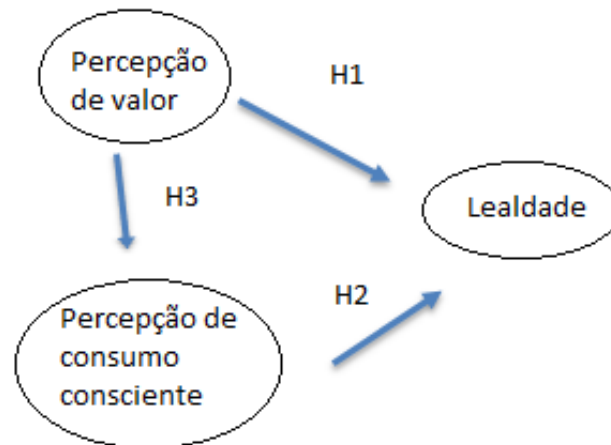 Percepção
de valor
H1
H3
Lealdade
H2
Percepção de
consumo
consciente